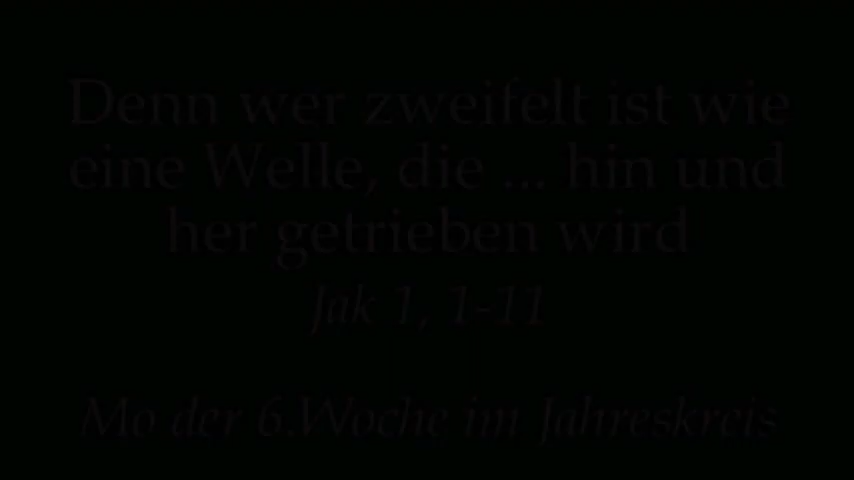 Denn wer zweifelt ist wie
eine Welle, die ... hin und
her getrieben wird
Jak 1, 1-11
Mo der 6.Woche im Jahreskreis